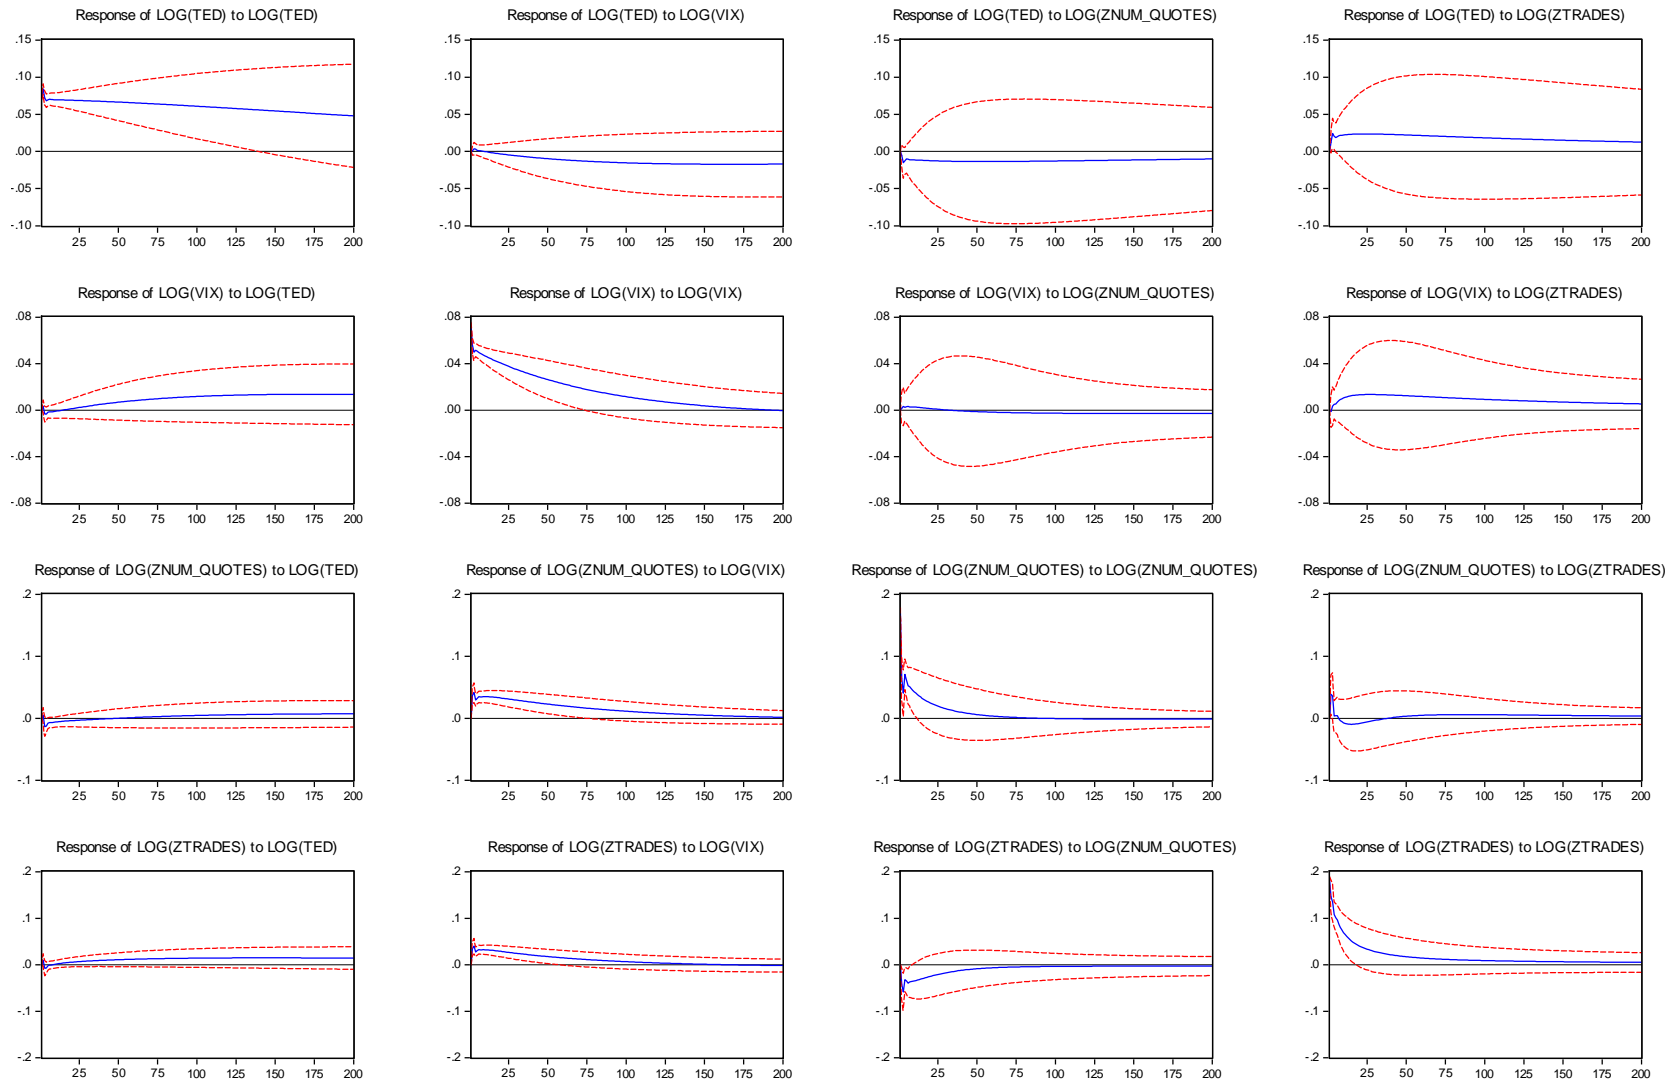 Response of LOG(TED) to LOG(TED)
.15
.10
.05
.00
-.05
-.10
25 50 75 100 125 150 175 200
Response of LOG(TED) to LOG(VIX)
.15
.10
.05
.00
-.05
-.10
25 50 75 100 125 150 175 200
Response of LOG(TED) to LOG(ZNUM_QUOTES)
.15
.10
.05
.00
-.05
-.10
25 50 75 100 125 150 175 200
Response of LOG(TED) to LOG(ZTRADES)
.15
.10
.05
.00
-.05
-.10
25 50 75 100 125 150 175 200
Response of LOG(VIX) to LOG(TED)
.08
.04
.00
-.04
-.08
25 50 75 100 125 150 175 200
Response of LOG(VIX) to LOG(VIX)
.08
.04
.00
-.04
-.08
25 50 75 100 125 150 175 200
Response of LOG(VIX) to LOG(ZNUM_QUOTES)
.08
.04
.00
-.04
-.08
25 50 75 100 125 150 175 200
Response of LOG(VIX) to LOG(ZTRADES)
.08
.04
.00
-.04
-.08
25 50 75 100 125 150 175 200
Response of LOG(ZNUM_QUOTES) to LOG(TED)
.2
.1
.0
-.1
25 50 75 100 125 150 175 200
Response of LOG(ZNUM_QUOTES) to LOG(VIX)
.2
.1
.0
-.1
25 50 75 100 125 150 175 200
Response of LOG(ZNUM_QUOTES) to LOG(ZNUM_QUOTES)
.2
.1
.0
-.1
25 50 75 100 125 150 175 200
Response of LOG(ZNUM_QUOTES) to LOG(ZTRADES)
.2
.1
.0
-.1
25 50 75 100 125 150 175 200
Response of LOG(ZTRADES) to LOG(TED)
.2
.1
.0
-.1
-.2
25 50 75 100 125 150 175 200
Response of LOG(ZTRADES) to LOG(VIX)
.2
.1
.0
-.1
-.2
25 50 75 100 125 150 175 200
Response of LOG(ZTRADES) to LOG(ZNUM_QUOTES)
.2
.1
.0
-.1
-.2
25 50 75 100 125 150 175 200
Response of LOG(ZTRADES) to LOG(ZTRADES)
.2
.1
.0
-.1
-.2
25 50 75 100 125 150 175 200